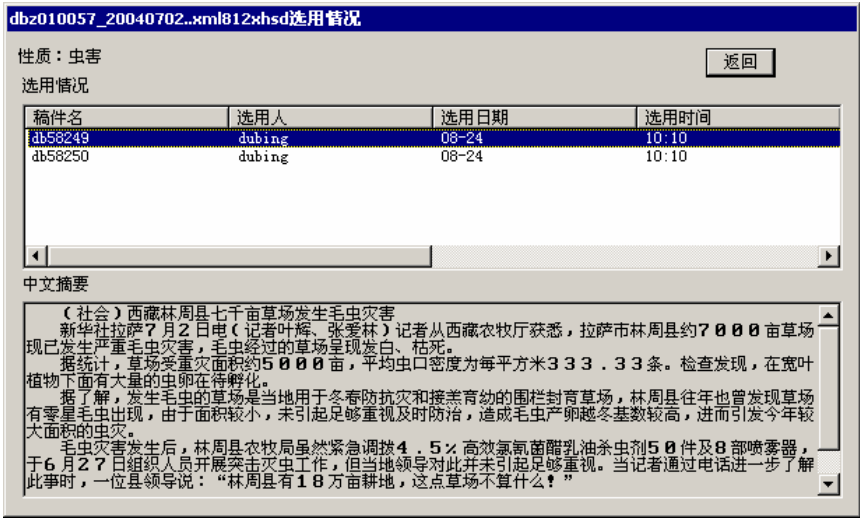 dbz010057_20040702..xml812xhsd选用情况
性质：虫害
返回
选用情况
稿件名 选用人 选用日期 选用时间
db58249 dubing 08-24 10:10
db58250 dubing 08-24 10:10
中文摘要
（社会）西藏林周县七千亩草场发生毛虫灾害
新华社拉萨７月２日电（记者叶辉、张爱林）记者从西藏农牧厅获悉，拉萨市林周县约７０００亩草场
现已发生严重毛虫灾害，毛虫经过的草场呈现发白、枯死。
据统计，草场受重灾面积约５０００亩，平均虫口密度为每平方米３３３．３３条。检查发现，在宽叶
植物下面有大量的虫卵在待孵化。
据了解，发生毛虫的草场是当地用于冬春防抗灾和接羔育幼的围栏封育草场，林周县往年也曾发现草场
有零星毛虫出现，由于面积较小，未引起足够重视及时防治，造成毛虫产卵越冬基数较高，进而引发今年较
大面积的虫灾。
毛虫灾害发生后，林周县农牧局虽然紧急调拨４．５％高效氯氰菌醋乳油杀虫剂５０件及８部喷雾器，
于６月２７日组织人员开展突击灭虫工作，但当地领导对此并未引起足够重视。当记者通过电话进一步了解
此事时，一位县领导说：“林周县有１８万亩耕地，这点草场不算什么！”